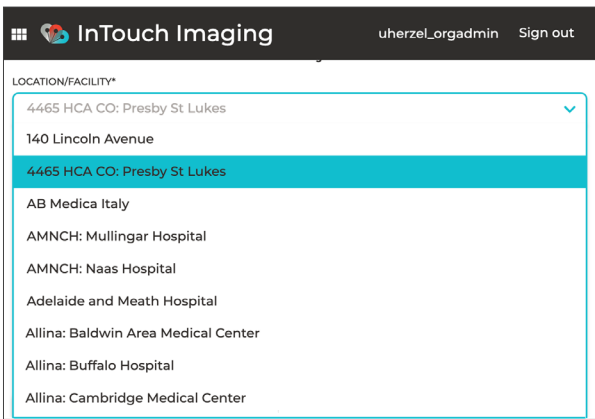 InTouch Imaging
uherzel_orgadmin Sign out
LOCATION/FACILITY*
4465 HCA CO: Presby St Lukes
140 Lincoln Avenue
4465 HCA CO: Presby St Lukes
AB Medica Italy
AMNCH: Mullingar Hospital
AMNCH: Naas Hospital
Adelaide and Meath Hospital
Allina: Baldwin Area Medical Center
Allina: Buffalo Hospital
Allina: Cambridge Medical Center